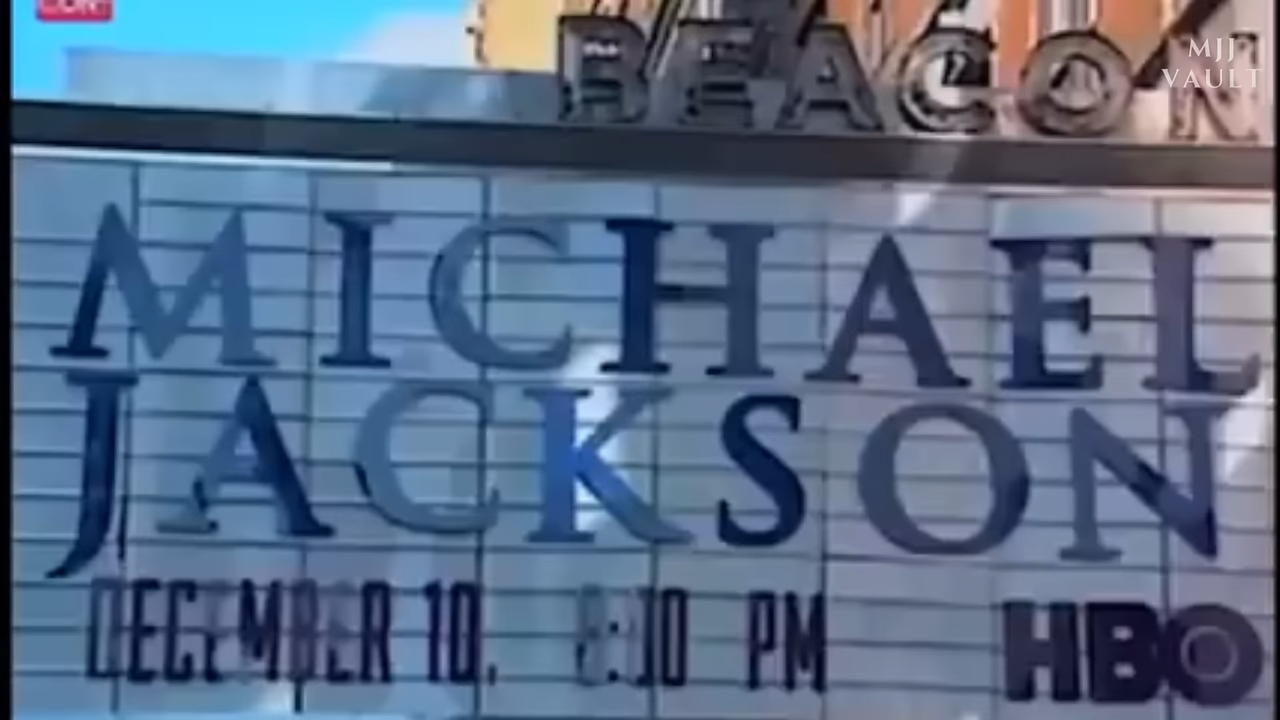 BEACON
MJJ
VAULT
MICHAEL
JACKSON
DECEMBER 10, PM HBO